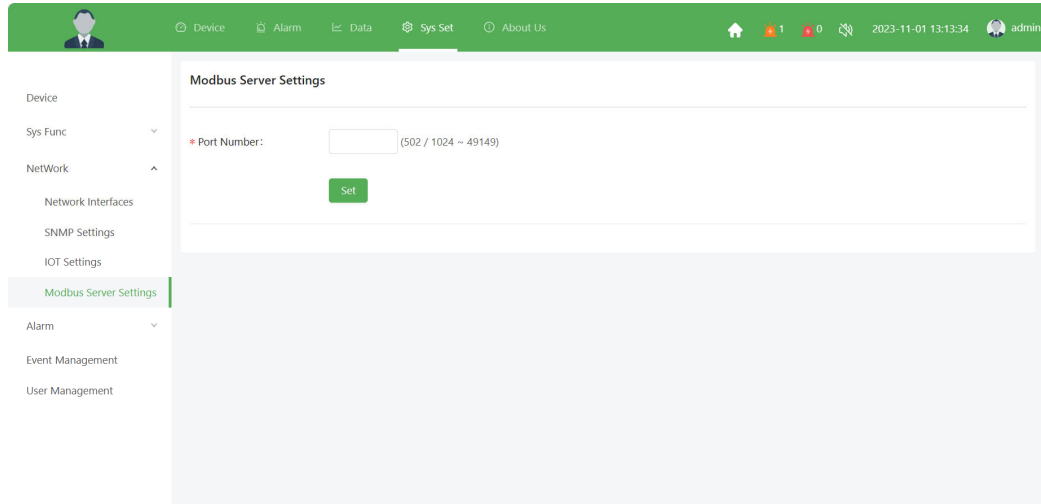 Device Alarm Data Sys Set About Us 1 0 2023-11-01 13:13:34 admin
Modbus Server Settings
Device
Sys Func
* Port Number: (502 / 1024 ~ 49149)
NetWork
Set
Network Interfaces
SNMP Settings
IOT Settings
Modbus Server Settings
Alarm
Event Management
User Management